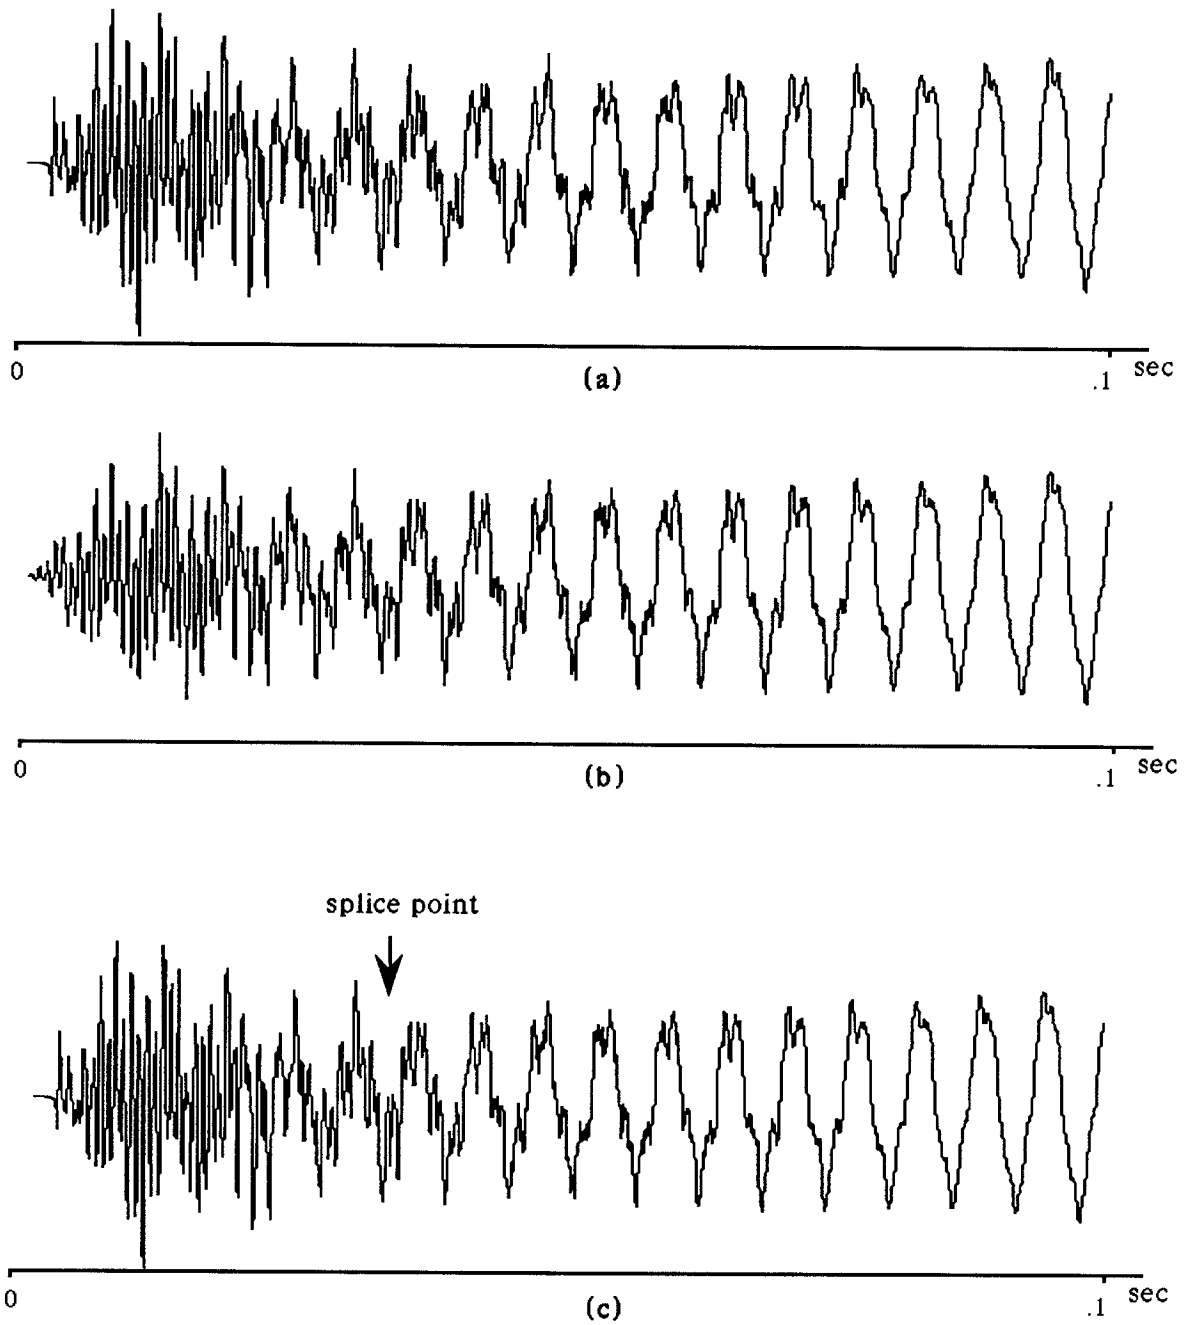 0 (a) .1 sec
0 (b) .1 sec
splice point
0 (c) .1 sec